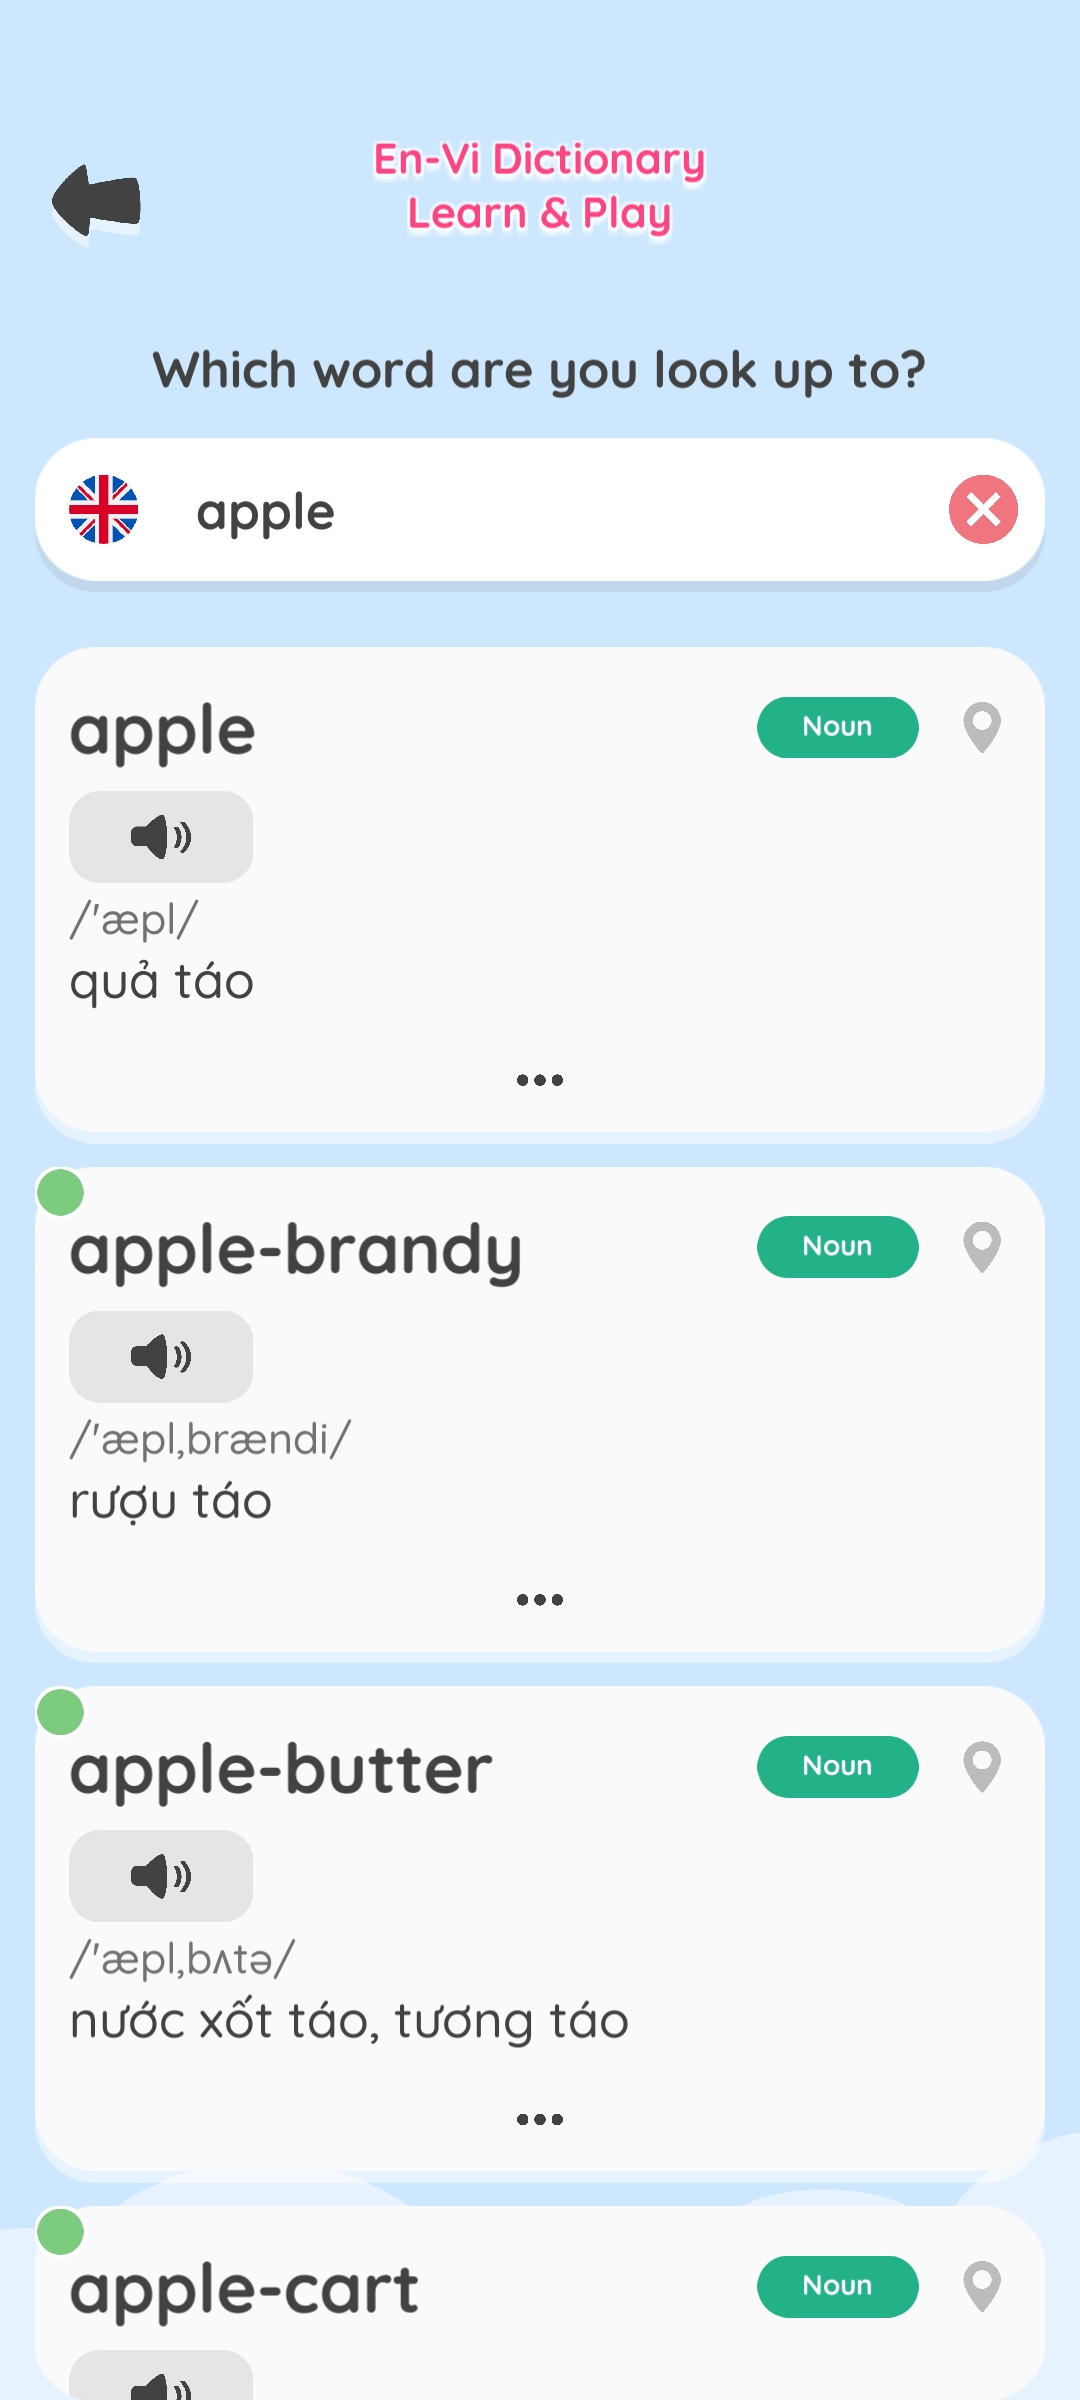 En-Vi Dictionary
Learn & Play
Which word are you look up to?
apple
apple
Noun
/'æpl/
quả táo
apple-brandy
Noun
/'æpl,brændi/
rượu táo
apple-butter
Noun
/'æpl,bʌtə/
nước xốt táo, tương táo
apple-cart
Noun